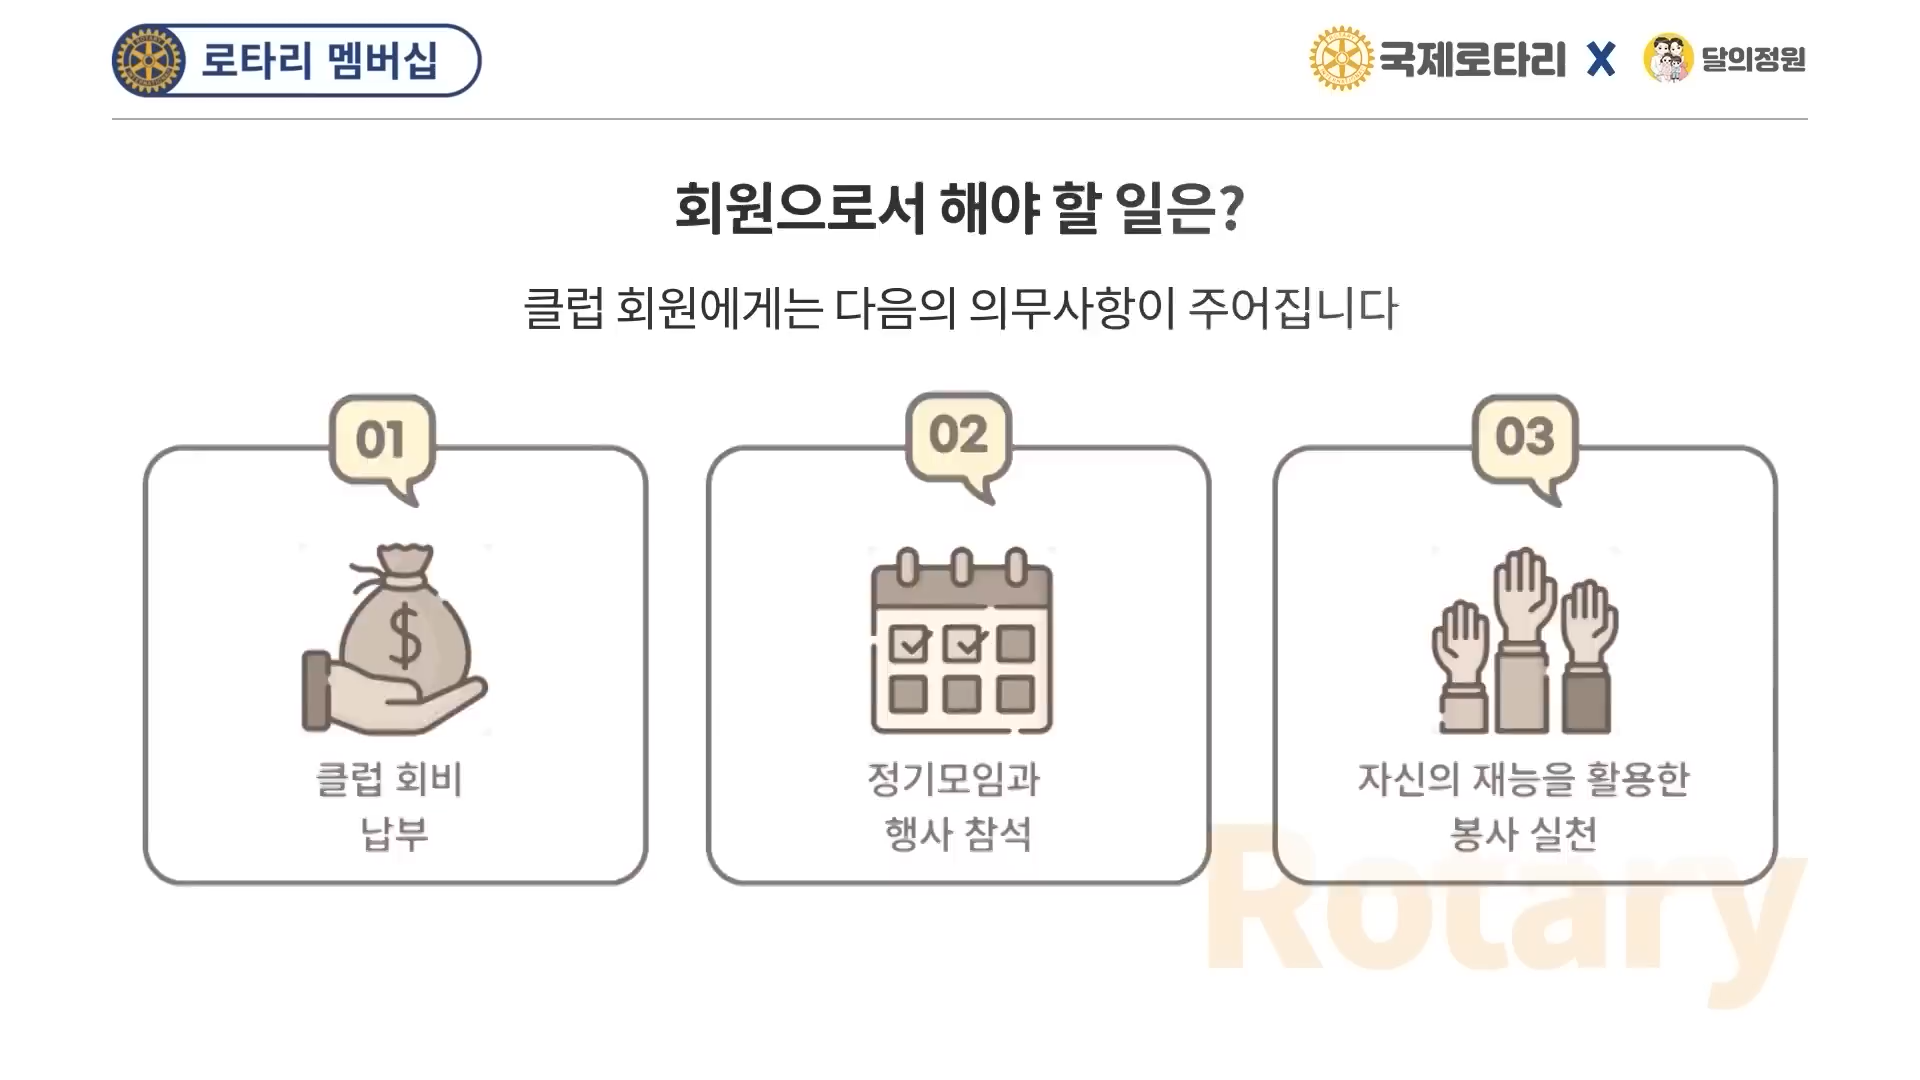 로타리 멤버십
국제로타리 X 달의정원
회원으로서 해야 할 일은?
클럽 회원에게는 다음의 의무사항이 주어집니다
01
02
03
$
클럽 회비
납부
정기모임과
행사 참석
자신의 재능을 활용한
봉사 실천
Rotary